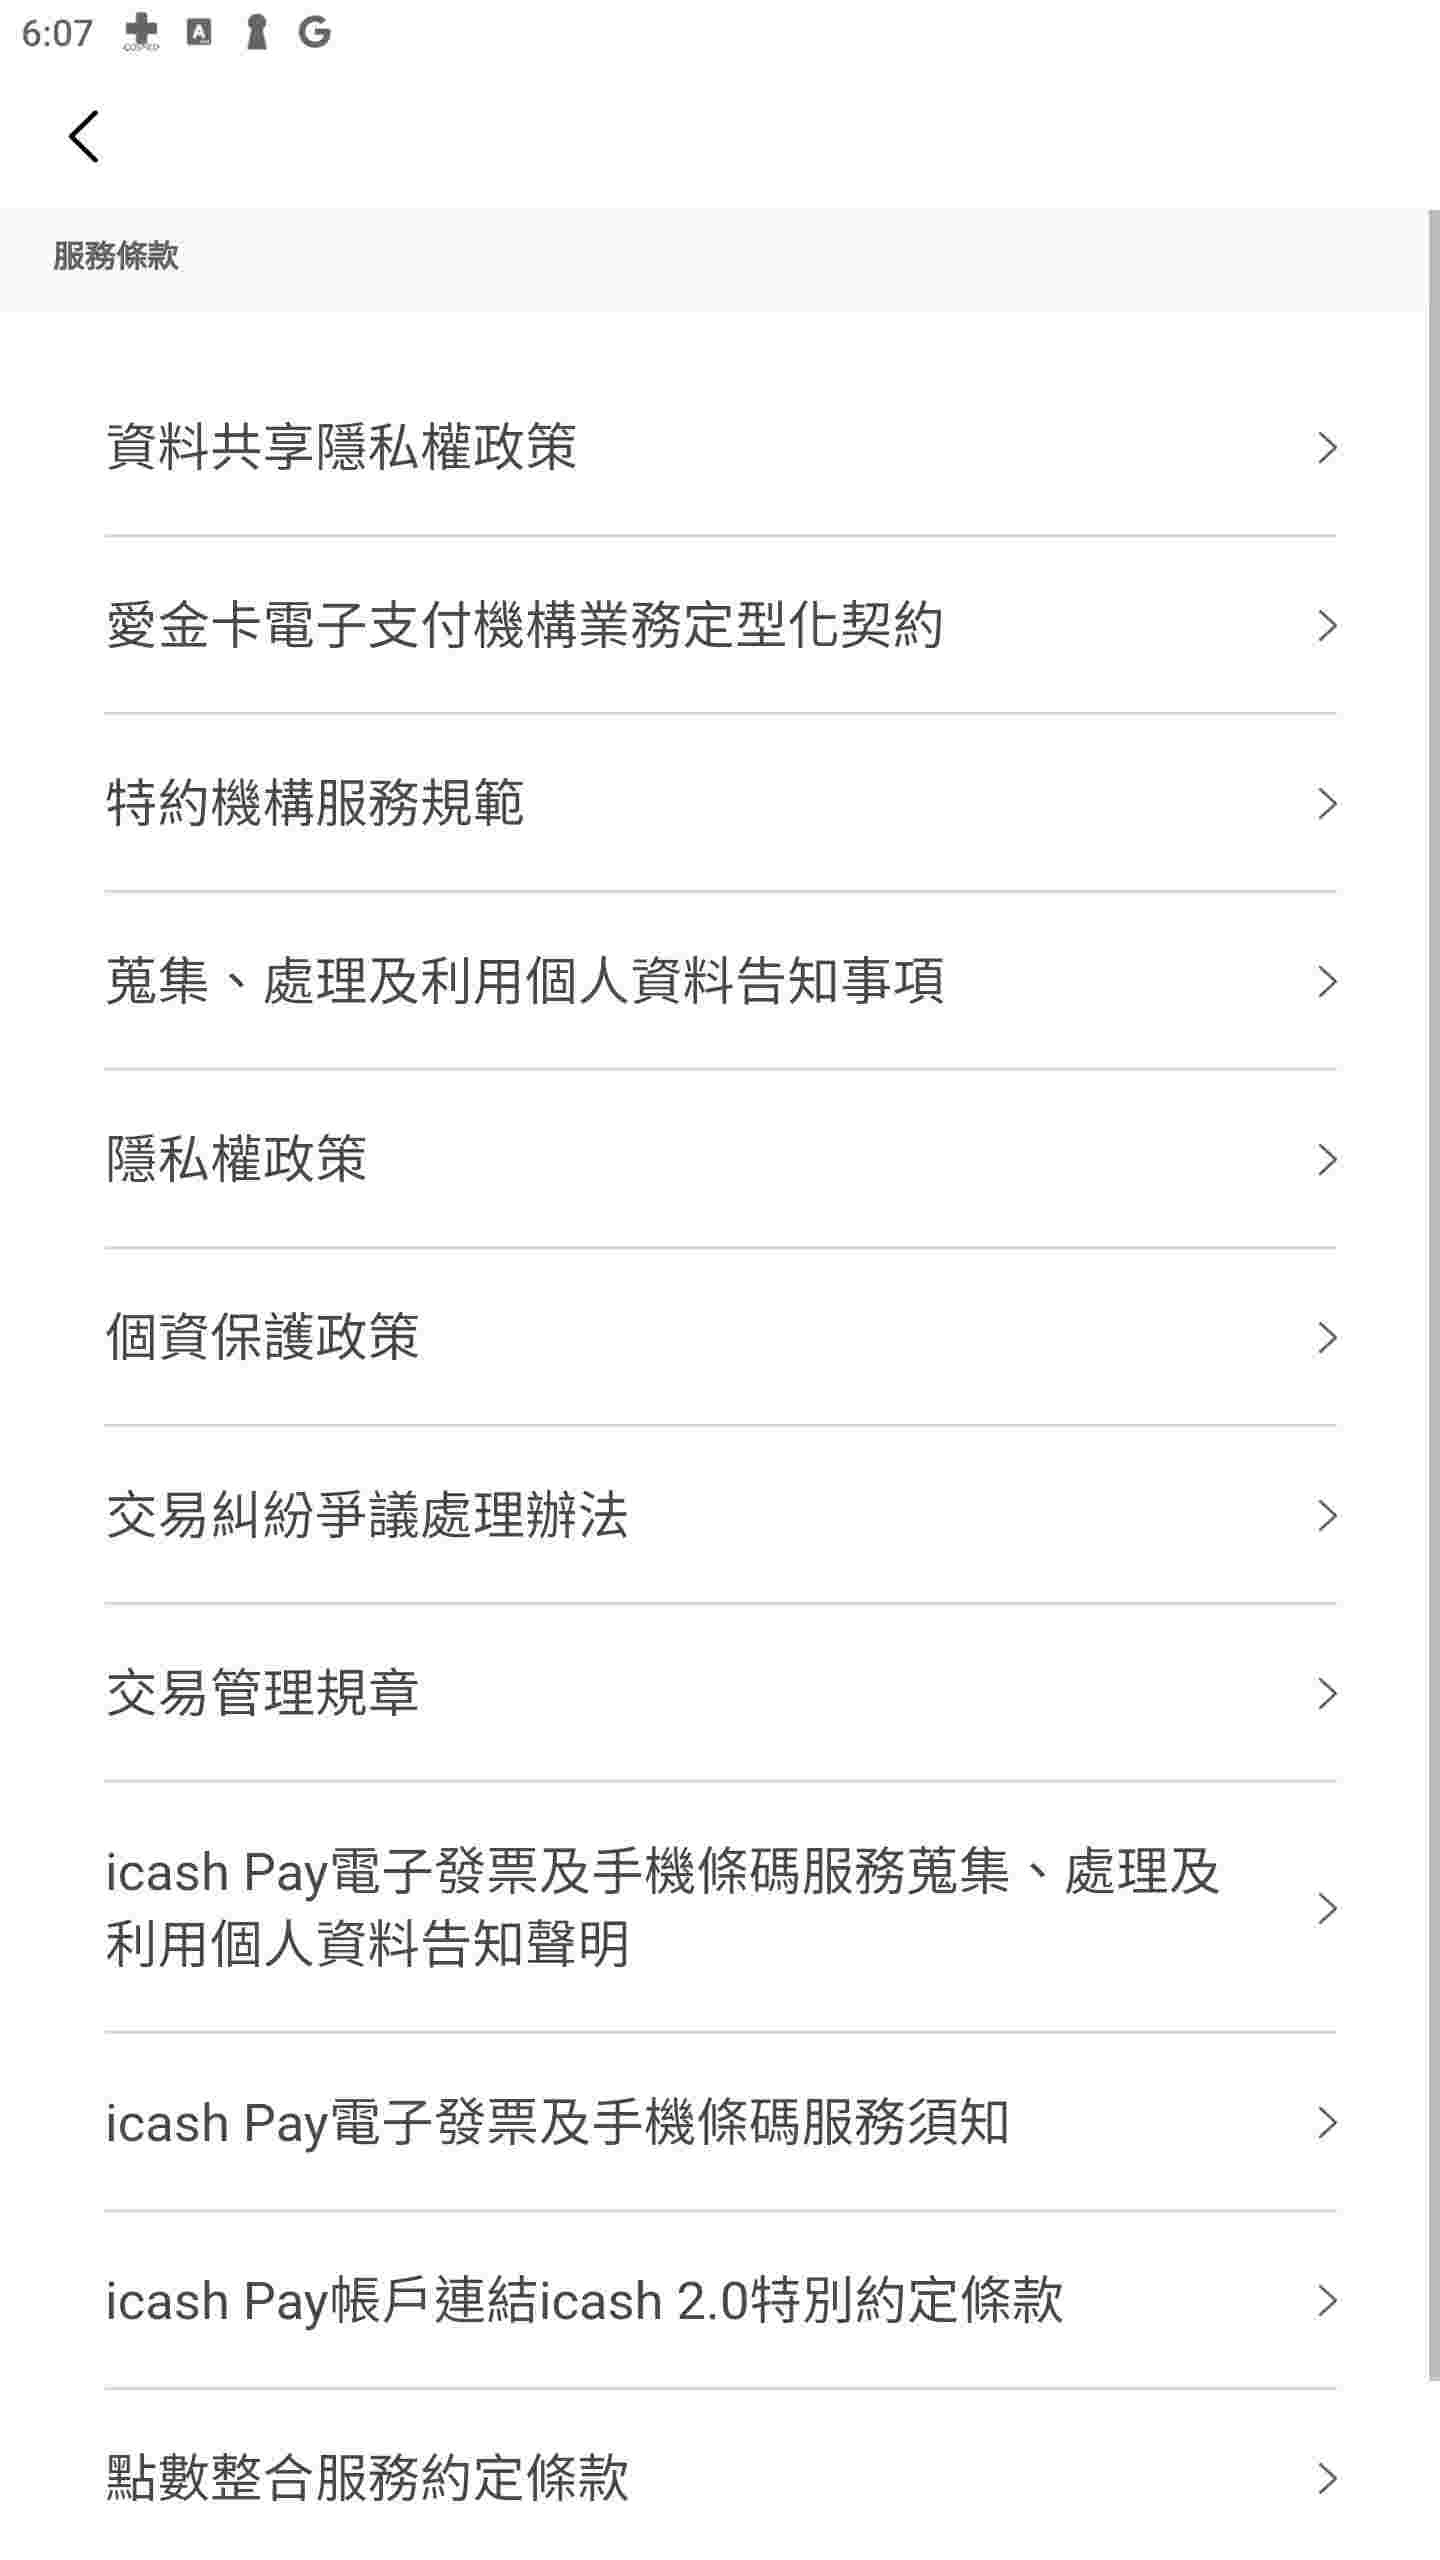 6:07
服務條款
資料共享隱私權政策
愛金卡電子支付機構業務定型化契約
特約機構服務規範
蒐集、處理及利用個人資料告知事項
隱私權政策
個資保護政策
交易糾紛爭議處理辦法
交易管理規章
icash Pay電子發票及手機條碼服務蒐集、處理及
利用個人資料告知聲明
icash Pay電子發票及手機條碼服務須知
icash Pay帳戶連結icash 2.0特別約定條款
點數整合服務約定條款